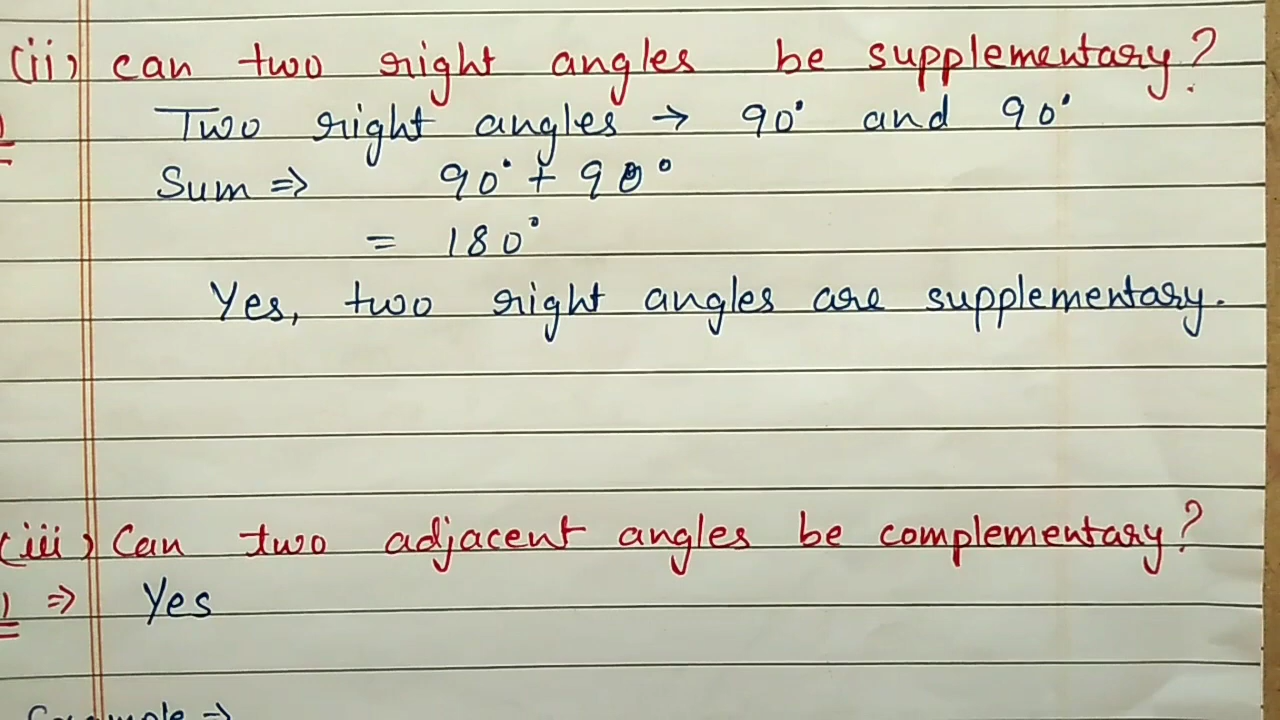 (ii) can two right angles be supplementary?
Two right angles → 90° and 90°
Sum ⇒ 90° + 90°
= 180°
Yes, two right angles are supplementary.
(iii) Can two adjacent angles be complementary?
⇒ Yes